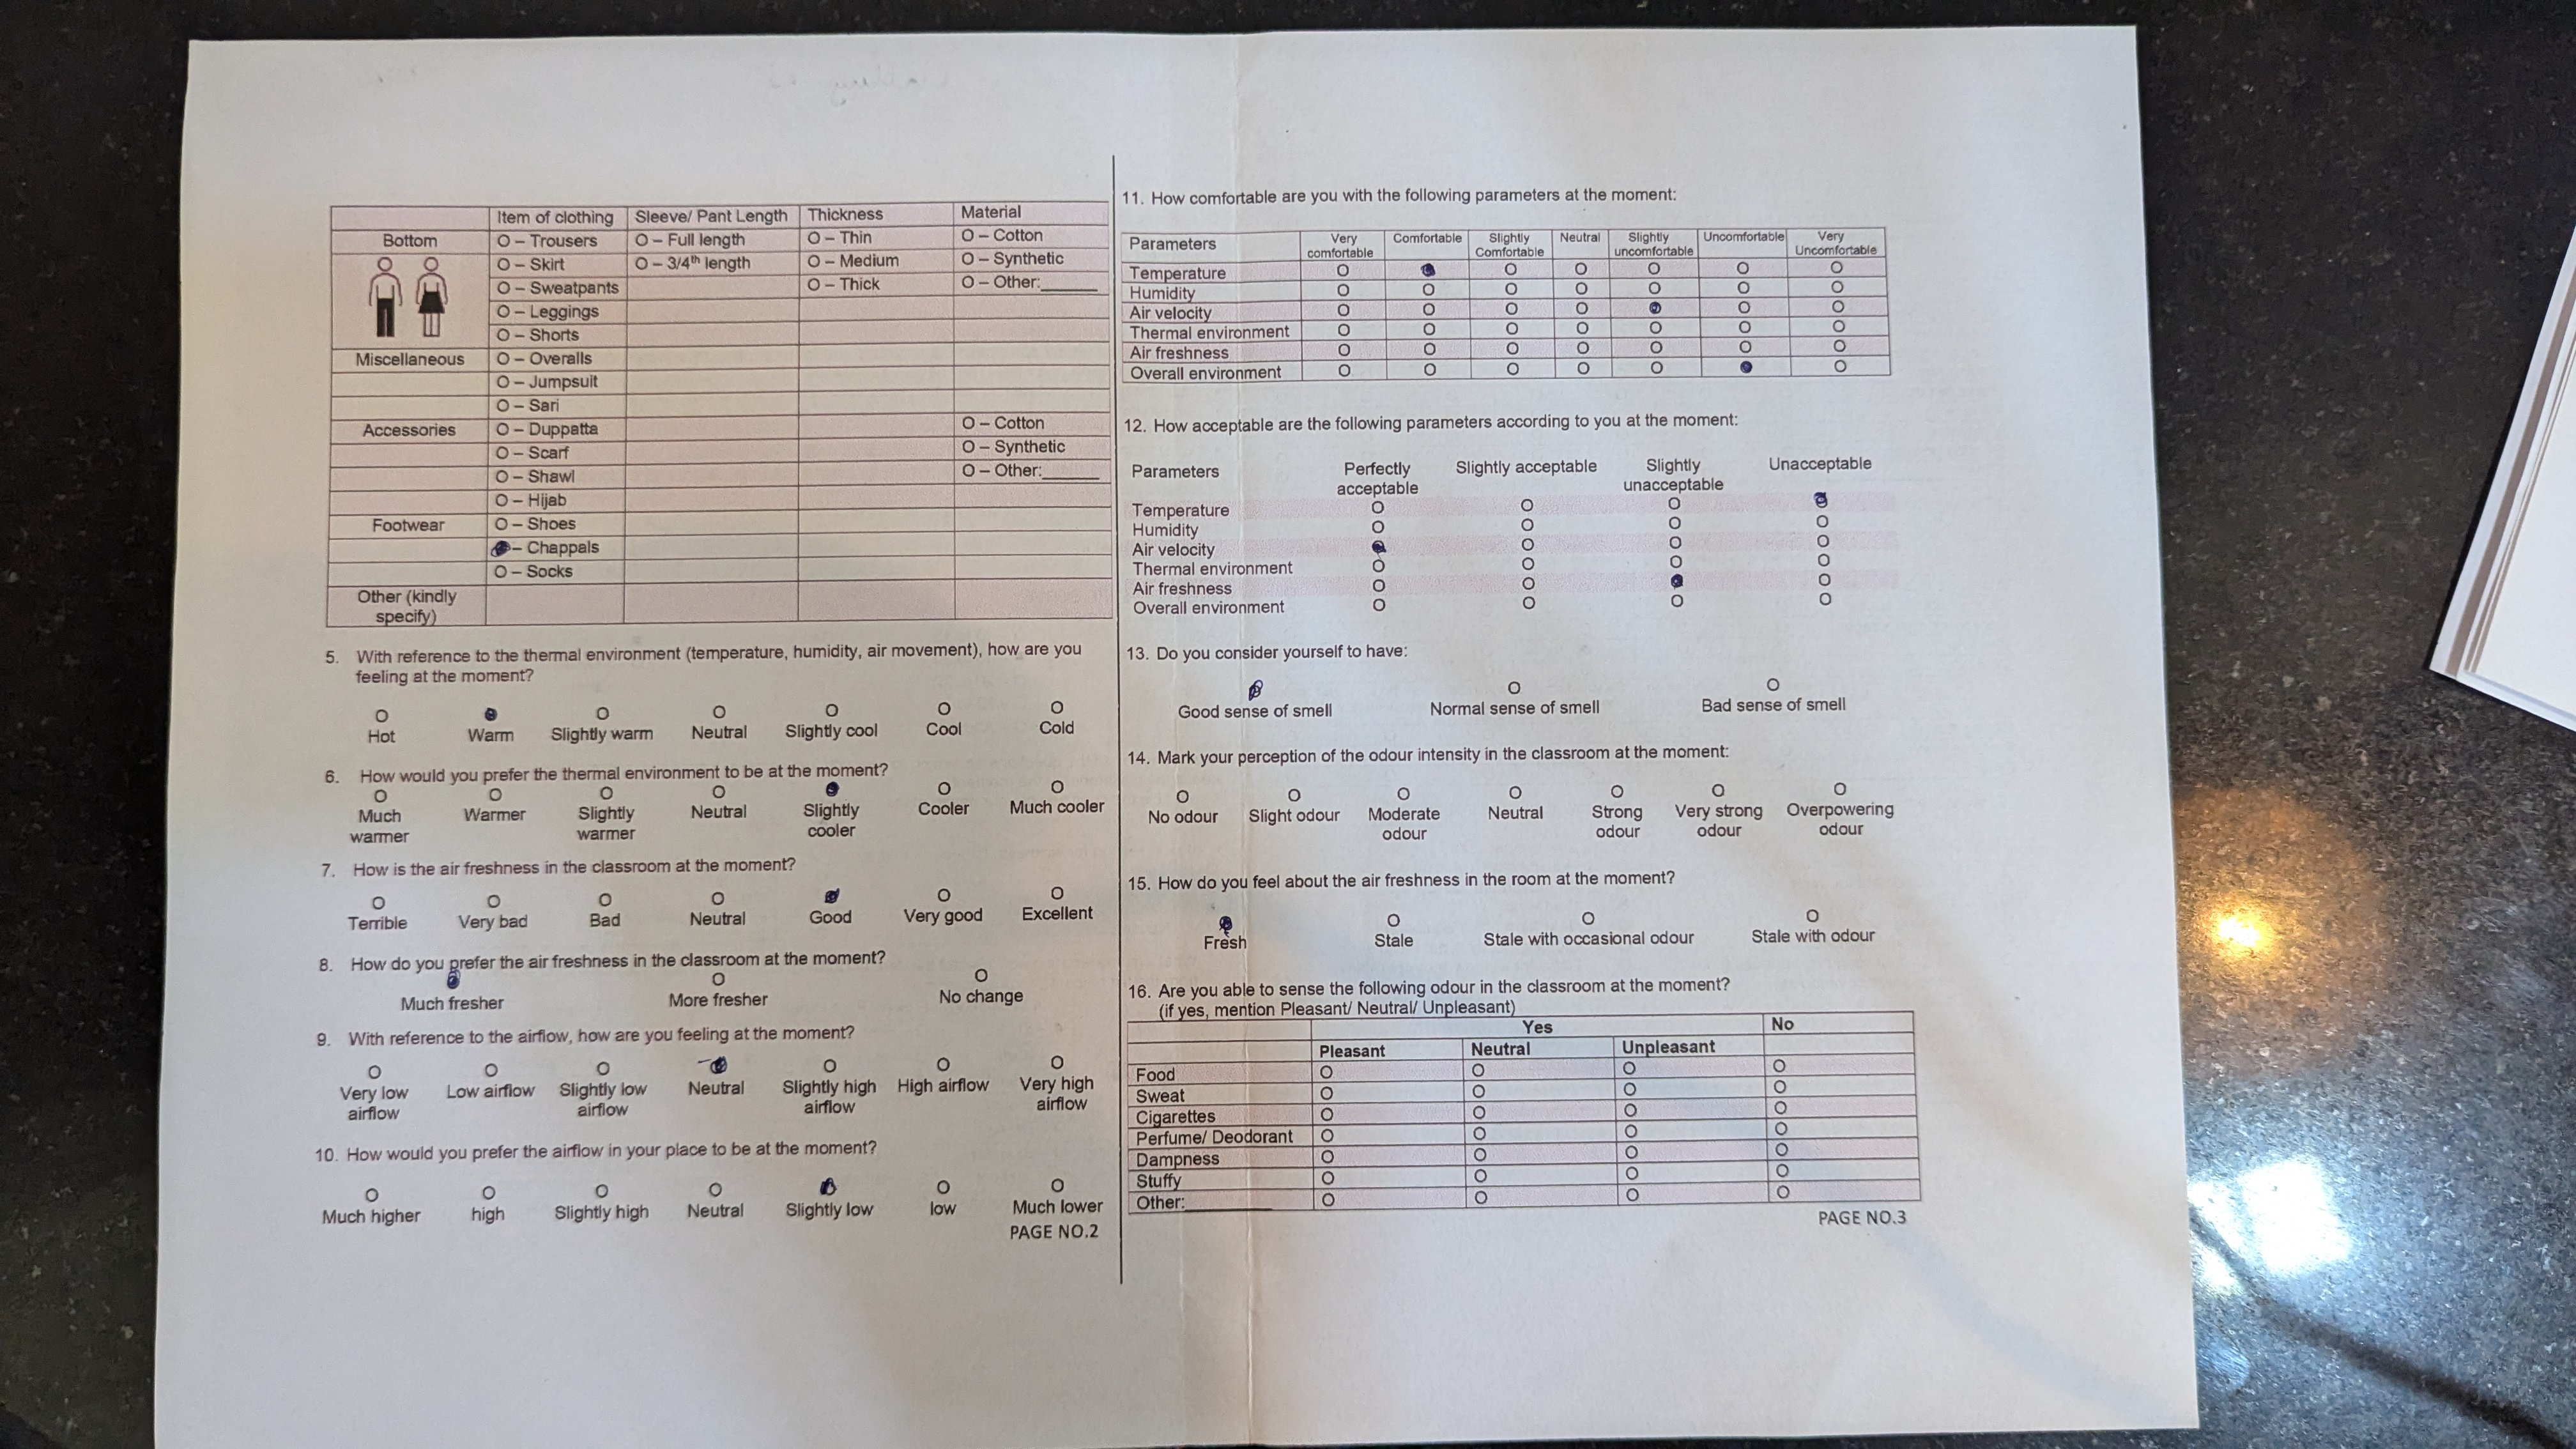 Item of clothing Sleeve/ Pant Length Thickness Material
Bottom O – Trousers O – Full length O – Thin O – Cotton
O – Skirt O – 3/4th length O – Medium O – Synthetic
O – Sweatpants O – Thick O – Other:______
O – Leggings
O – Shorts
Miscellaneous O – Overalls
O – Jumpsuit
O – Sari
Accessories O – Duppatta O – Cotton
O – Scarf O – Synthetic
O – Shawl O – Other:______
O – Hijab
Footwear O – Shoes
– Chappals
O – Socks
Other (kindly
specify)
5. With reference to the thermal environment (temperature, humidity, air movement), how are you
feeling at the moment?
Hot Warm Slightly warm Neutral Slightly cool Cool Cold
6. How would you prefer the thermal environment to be at the moment?
Much Warmer Slightly Neutral Slightly Cooler Much cooler
warmer warmer cooler
7. How is the air freshness in the classroom at the moment?
Terrible Very bad Bad Neutral Good Very good Excellent
8. How do you prefer the air freshness in the classroom at the moment?
Much fresher More fresher No change
9. With reference to the airflow, how are you feeling at the moment?
Very low Low airflow Slightly low Neutral Slightly high High airflow Very high
airflow airflow airflow airflow
10. How would you prefer the airflow in your place to be at the moment?
Much higher high Slightly high Neutral Slightly low low Much lower
PAGE NO.2
11. How comfortable are you with the following parameters at the moment:
Parameters Very Comfortable Slightly Neutral Slightly Uncomfortable Very
comfortable Comfortable uncomfortable Uncomfortable
Temperature
Humidity
Air velocity
Thermal environment
Air freshness
Overall environment
12. How acceptable are the following parameters according to you at the moment:
Parameters Perfectly Slightly acceptable Slightly Unacceptable
acceptable unacceptable
Temperature
Humidity
Air velocity
Thermal environment
Air freshness
Overall environment
13. Do you consider yourself to have:
Good sense of smell Normal sense of smell Bad sense of smell
14. Mark your perception of the odour intensity in the classroom at the moment:
No odour Slight odour Moderate Neutral Strong Very strong Overpowering
odour odour odour odour
15. How do you feel about the air freshness in the room at the moment?
Fresh Stale Stale with occasional odour Stale with odour
16. Are you able to sense the following odour in the classroom at the moment?
(if yes, mention Pleasant/ Neutral/ Unpleasant)
Yes No
Pleasant Neutral Unpleasant
Food
Sweat
Cigarettes
Perfume/ Deodorant
Dampness
Stuffy
Other:________
PAGE NO.3